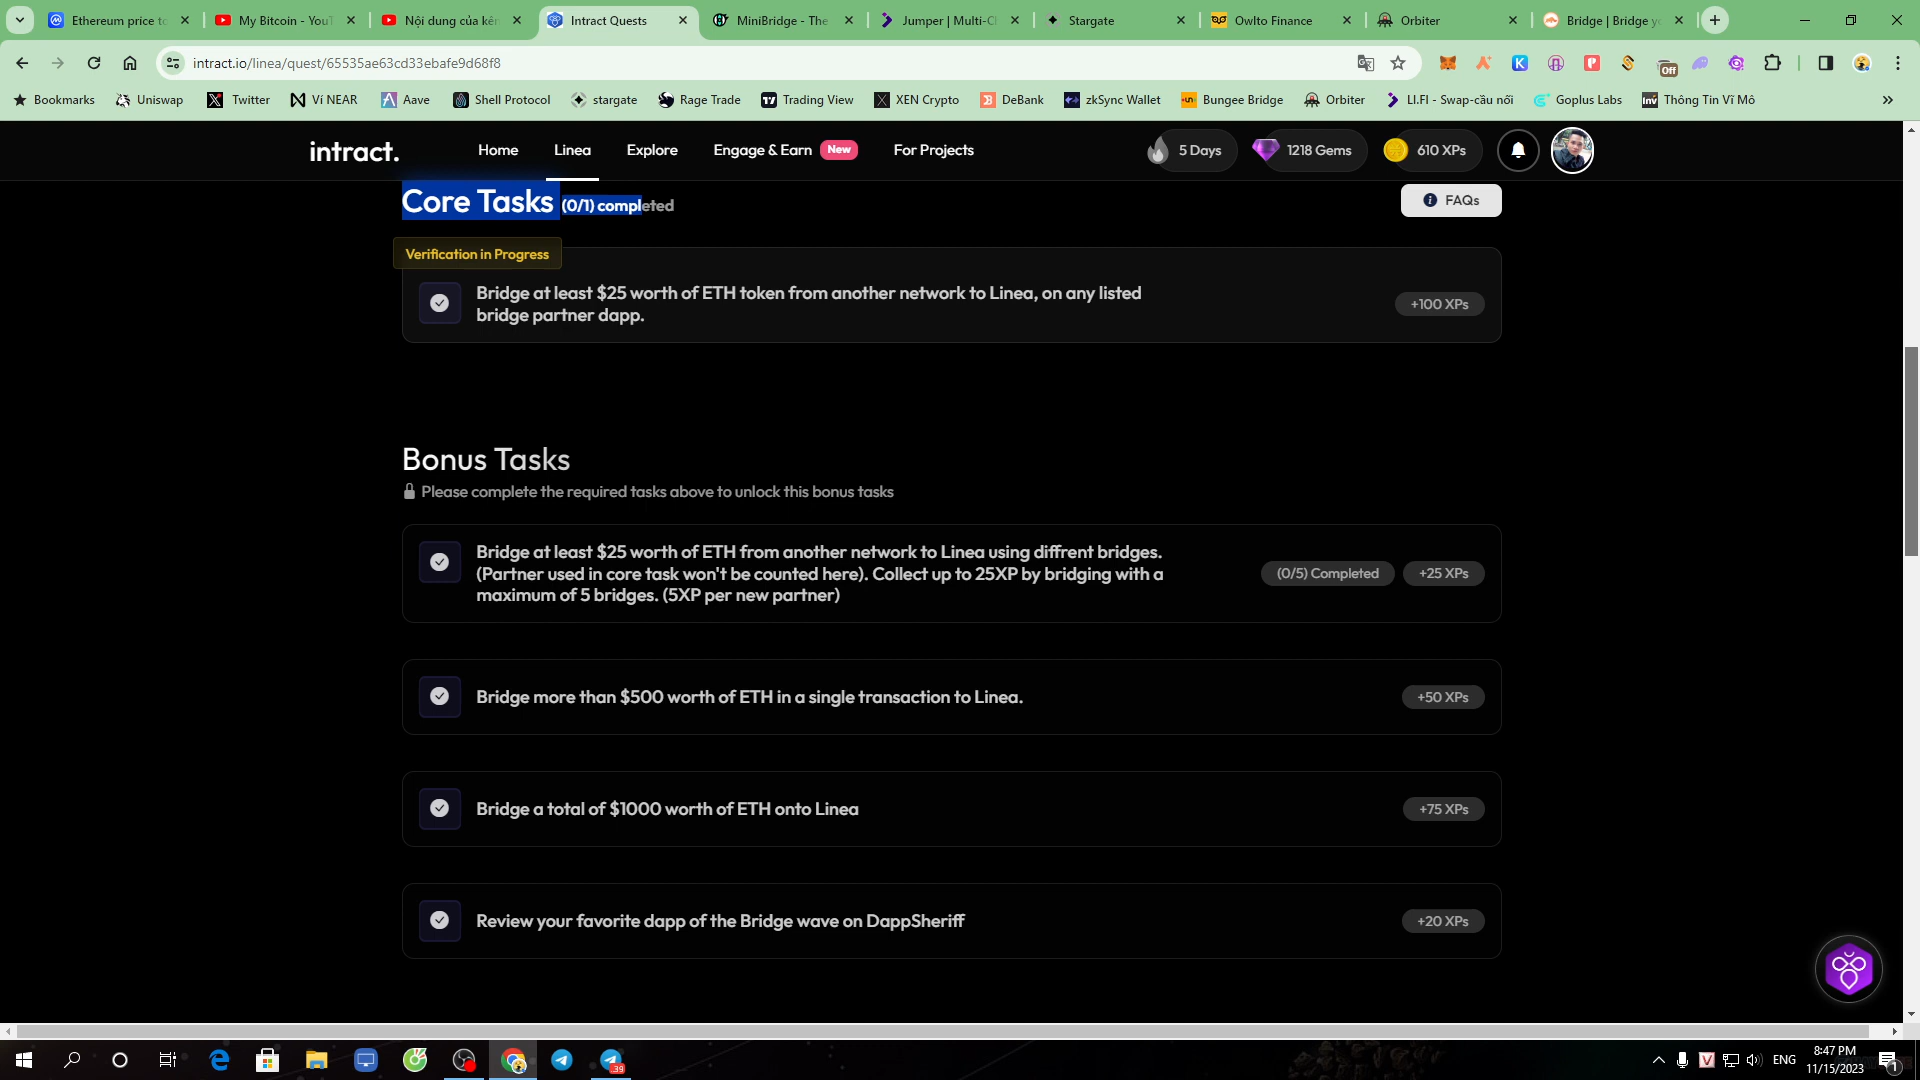 Ethereum price to
My Bitcoin - YouT
Nội dung của kên
Intract Quests
MiniBridge - The
Jumper | Multi-Cl
Stargate
Owlto Finance
Orbiter
Bridge | Bridge yo
intract.io/linea/quest/65535ae63cd33ebafe9d68f8
Off
Bookmarks
Uniswap
Twitter
Ví NEAR
Aave
Shell Protocol
stargate
Rage Trade
Trading View
XEN Crypto
DeBank
zkSync Wallet
Bungee Bridge
Orbiter
LI.FI - Swap-cầu nối
Goplus Labs
Thông Tin Vĩ Mô
intract.
Home
Linea
Explore
Engage & Earn New
For Projects
5 Days
1218 Gems
610 XPs
Core Tasks (0/1) completed
FAQs
Verification in Progress
Bridge at least $25 worth of ETH token from another network to Linea, on any listed
bridge partner dapp.
+100 XPs
Bonus Tasks
Please complete the required tasks above to unlock this bonus tasks
Bridge at least $25 worth of ETH from another network to Linea using diffrent bridges.
(Partner used in core task won't be counted here). Collect up to 25XP by bridging with a
maximum of 5 bridges. (5XP per new partner)
(0/5) Completed
+25 XPs
Bridge more than $500 worth of ETH in a single transaction to Linea.
+50 XPs
Bridge a total of $1000 worth of ETH onto Linea
+75 XPs
Review your favorite dapp of the Bridge wave on DappSheriff
+20 XPs
39
ENG
8:47 PM
11/15/2023
1